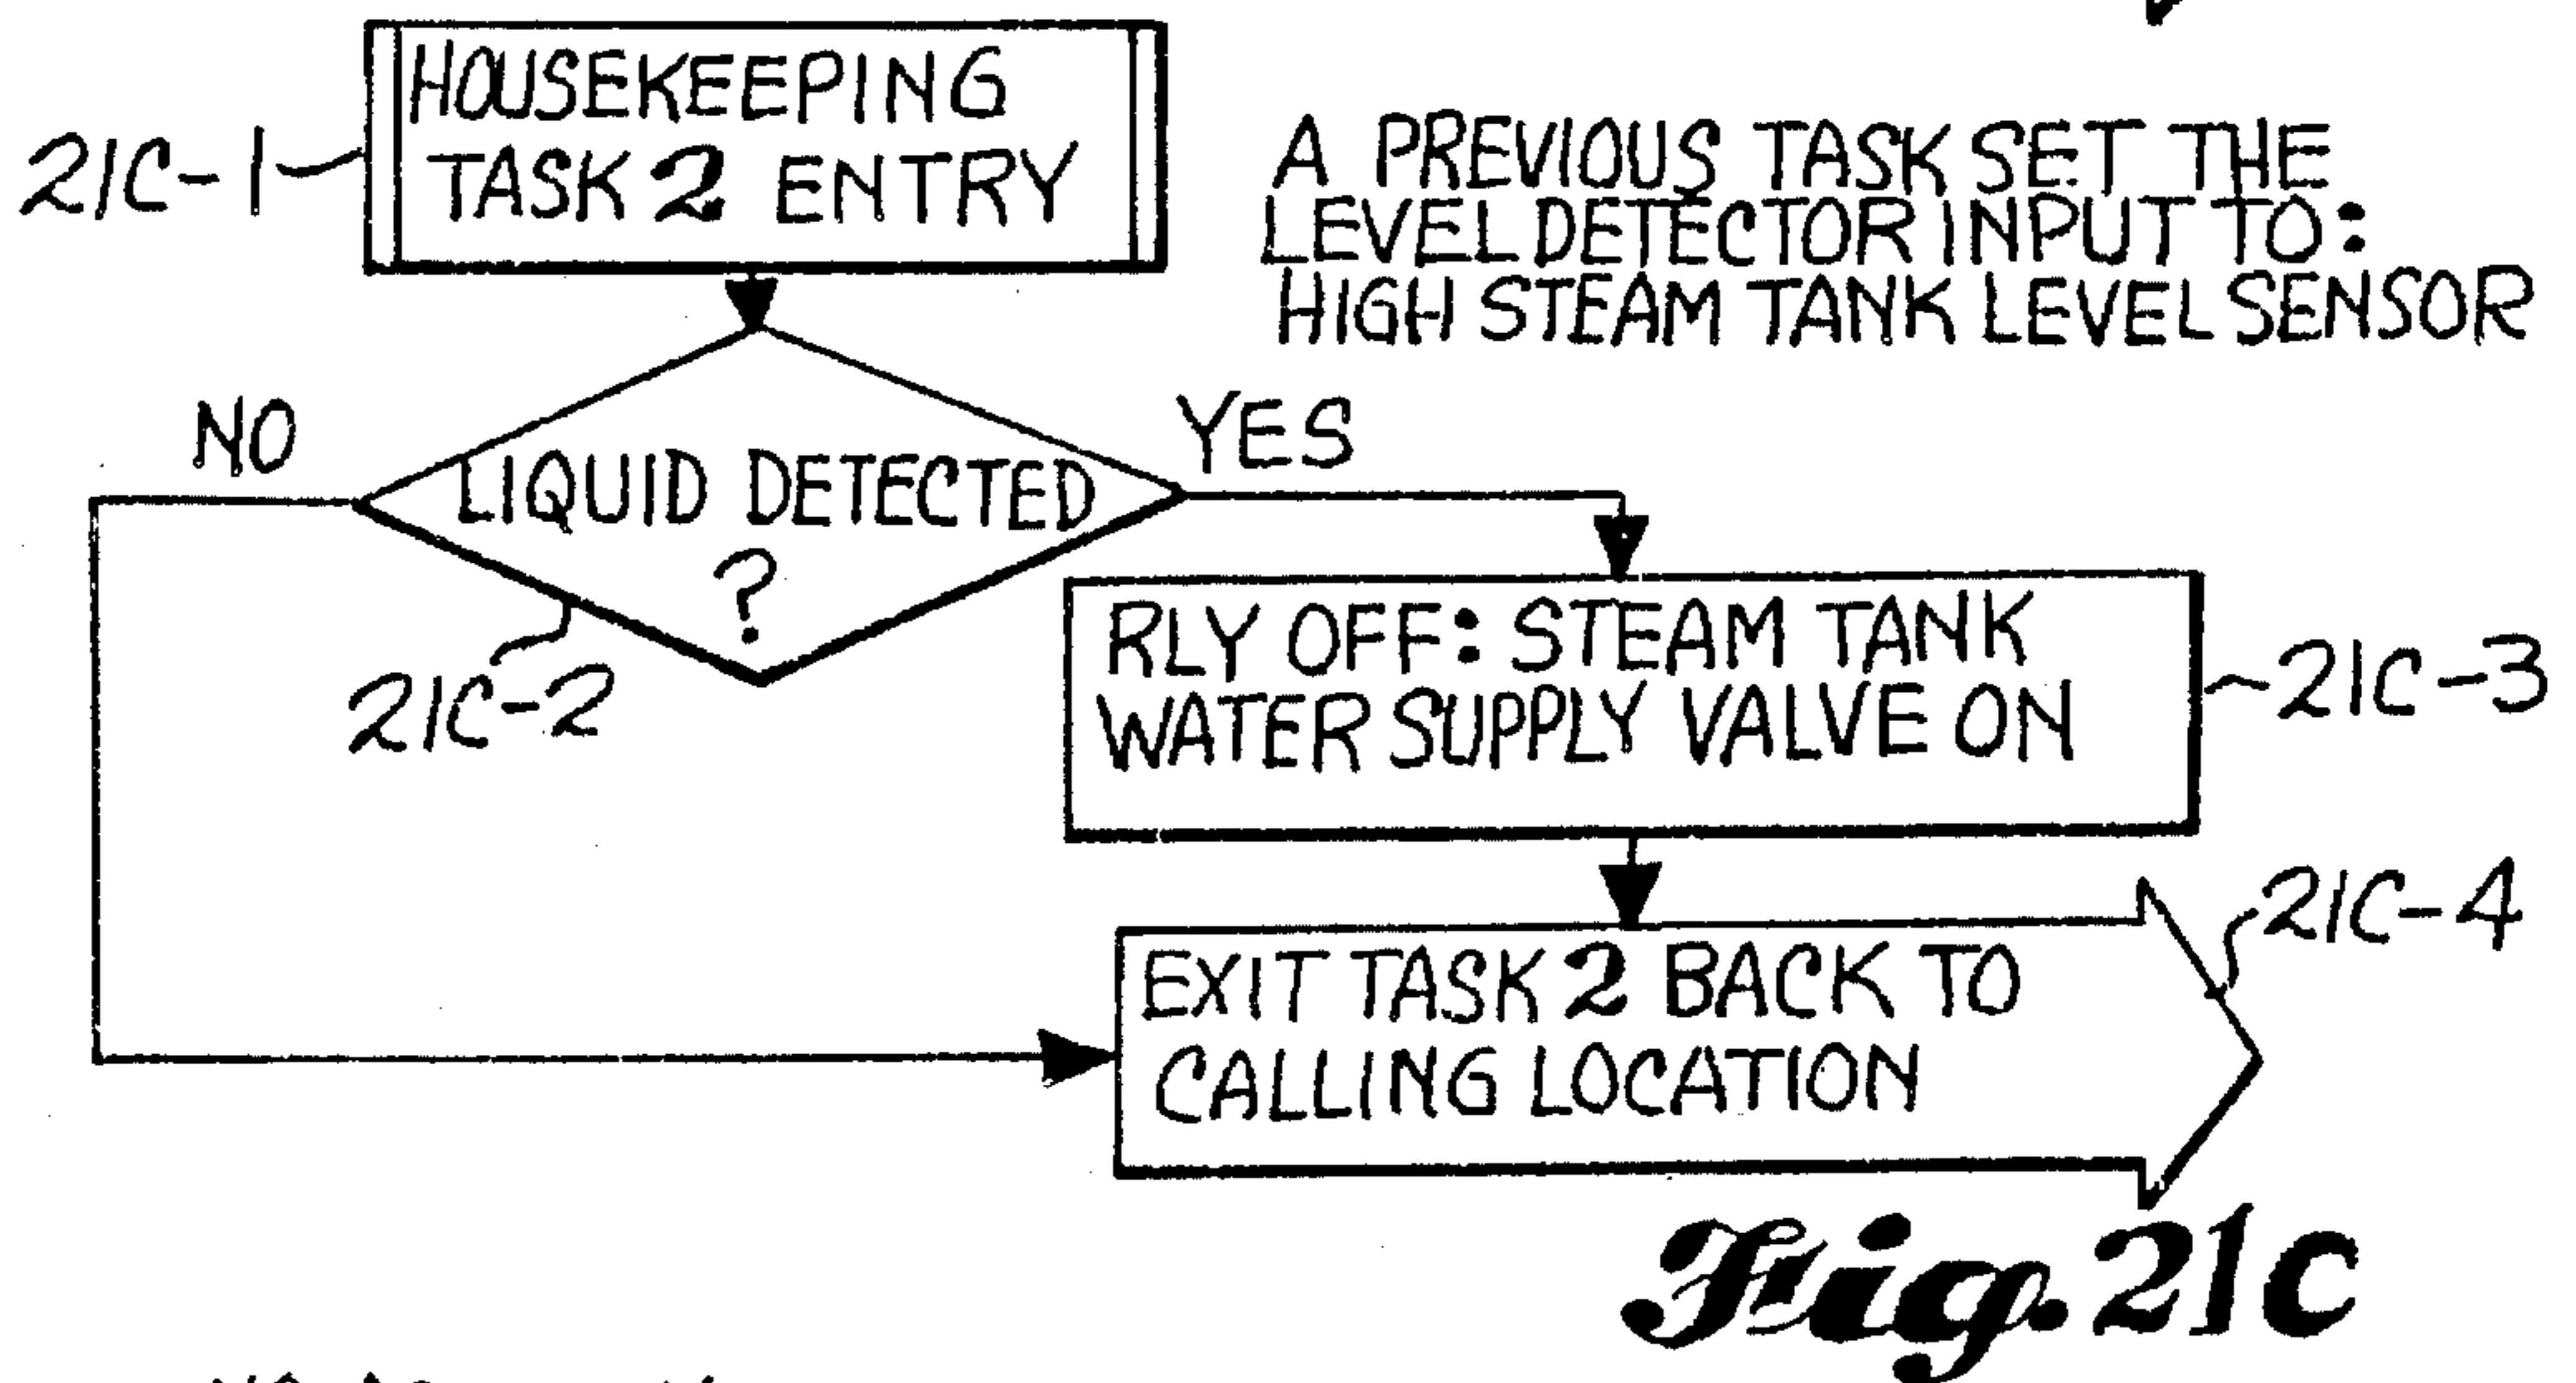 HOUSEKEEPING
TASK 2 ENTRY
21C-1
A PREVIOUS TASK SET THE
LEVEL DETECTOR INPUT TO:
HIGH STEAM TANK LEVEL SENSOR
NO
YES
LIQUID DETECTED
?
21C-2
RLY OFF: STEAM TANK
WATER SUPPLY VALVE ON
21C-3
EXIT TASK 2 BACK TO
CALLING LOCATION
21C-4
Fig. 21C